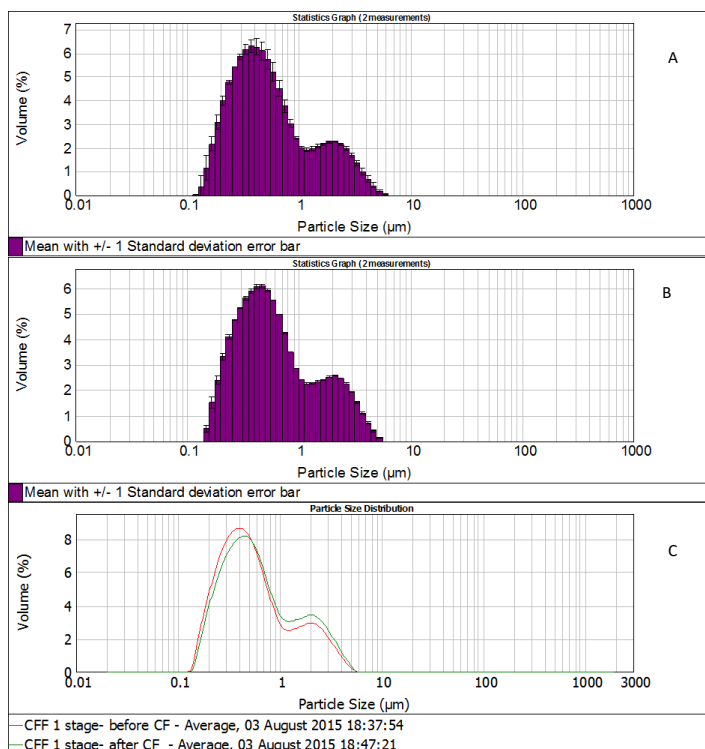 Statistics Graph (2 measurements)
A
Volume (%)
7
6
5
4
3
2
1
0
0.01 0.1 1 10 100 1000
Particle Size (µm)
Mean with +/- 1 Standard deviation error bar
Statistics Graph (2 measurements)
B
Volume (%)
6
5
4
3
2
1
0
0.01 0.1 1 10 100 1000
Particle Size (µm)
Mean with +/- 1 Standard deviation error bar
Particle Size Distribution
C
Volume (%)
8
6
4
2
0
0.01 0.1 1 10 100 1000 3000
Particle Size (µm)
CFF 1 stage- before CF - Average, 03 August 2015 18:37:54
CFF 1 stage- after CF - Average, 03 August 2015 18:47:21